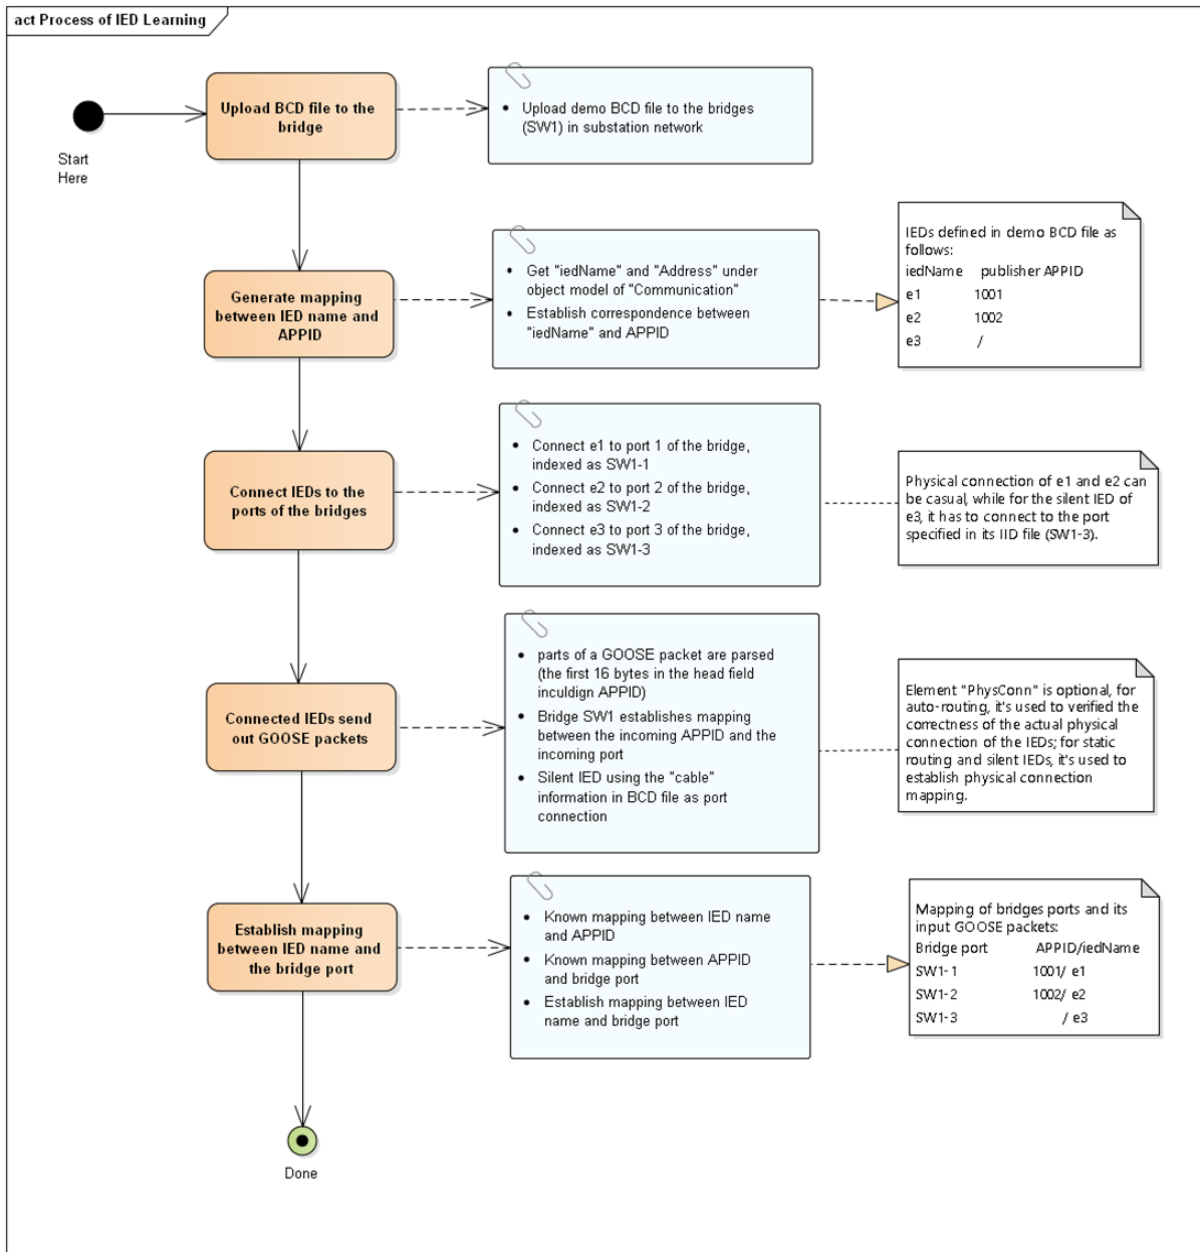 act Process of IED Learning
Start
Here
Upload BCD file to the
bridge
• Upload demo BCD file to the bridges
(SW1) in substation network
Generate mapping
between IED name and
APPID
• Get "iedName" and "Address" under
object model of "Communication"
• Establish correspondence between
"iedName" and APPID
IEDs defined in demo BCD file as
follows:
iedName publisher APPID
e1 1001
e2 1002
e3 /
Connect IEDs to the
ports of the bridges
• Connect e1 to port 1 of the bridge,
indexed as SW1-1
• Connect e2 to port 2 of the bridge,
indexed as SW1-2
• Connect e3 to port 3 of the bridge,
indexed as SW1-3
Physical connection of e1 and e2 can
be casual, while for the silent IED of
e3, it has to connect to the port
specified in its IID file (SW1-3).
Connected IEDs send
out GOOSE packets
• parts of a GOOSE packet are parsed
(the first 16 bytes in the head field
inculdign APPID)
• Bridge SW1 establishes mapping
between the incoming APPID and the
incoming port
• Silent IED using the "cable"
information in BCD file as port
connection
Element "PhysConn" is optional, for
auto-routing, it's used to verified the
correctness of the actual physical
connection of the IEDs; for static
routing and silent IEDs, it's used to
establish physical connection
mapping.
Establish mapping
between IED name and
the bridge port
• Known mapping between IED name
and APPID
• Known mapping between APPID
and bridge port
• Establish mapping between IED
name and bridge port
Mapping of bridges ports and its
input GOOSE packets:
Bridge port APPID/iedName
SW1-1 1001/ e1
SW1-2 1002/ e2
SW1-3 / e3
Done